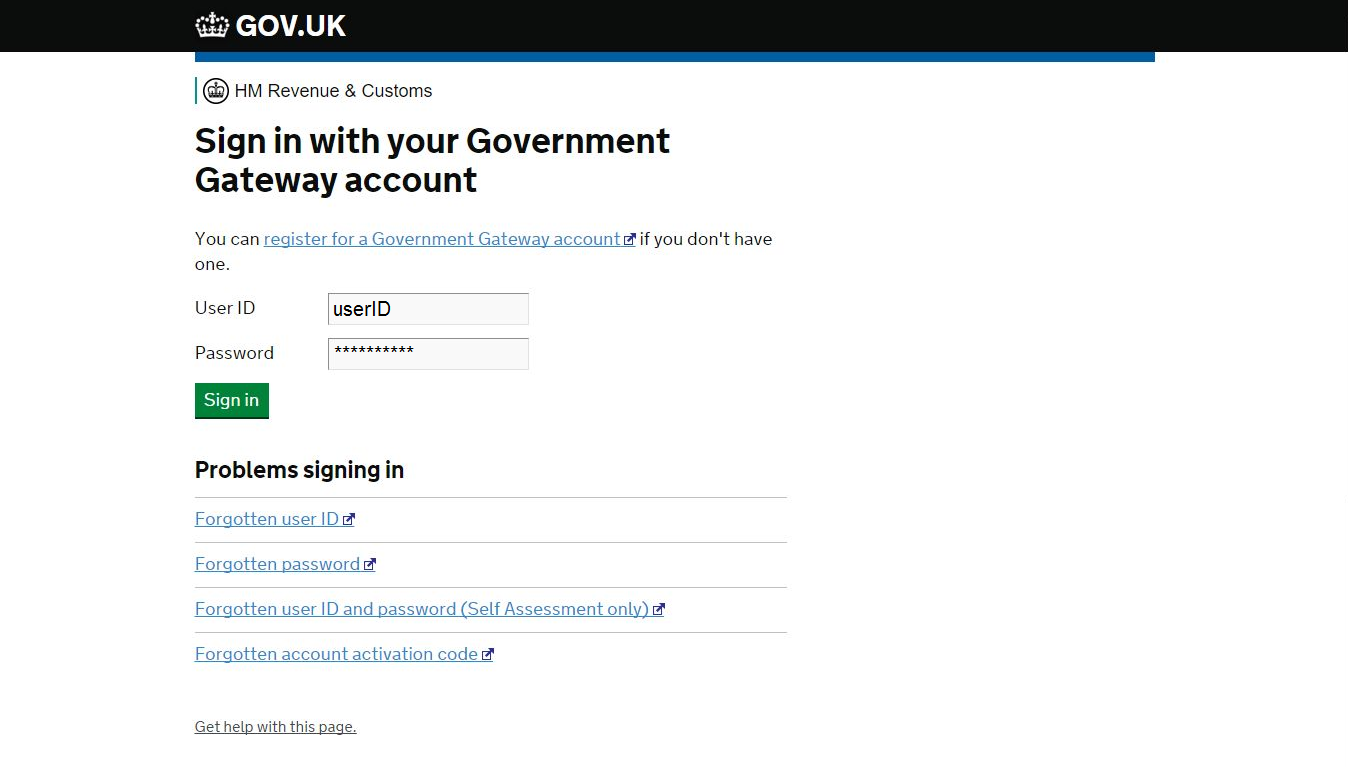 GOV.UK
HM Revenue & Customs
Sign in with your Government
Gateway account
You can register for a Government Gateway account if you don't have
one.
User ID userID
Password **********
Sign in
Problems signing in
Forgotten user ID
Forgotten password
Forgotten user ID and password (Self Assessment only)
Forgotten account activation code
Get help with this page.